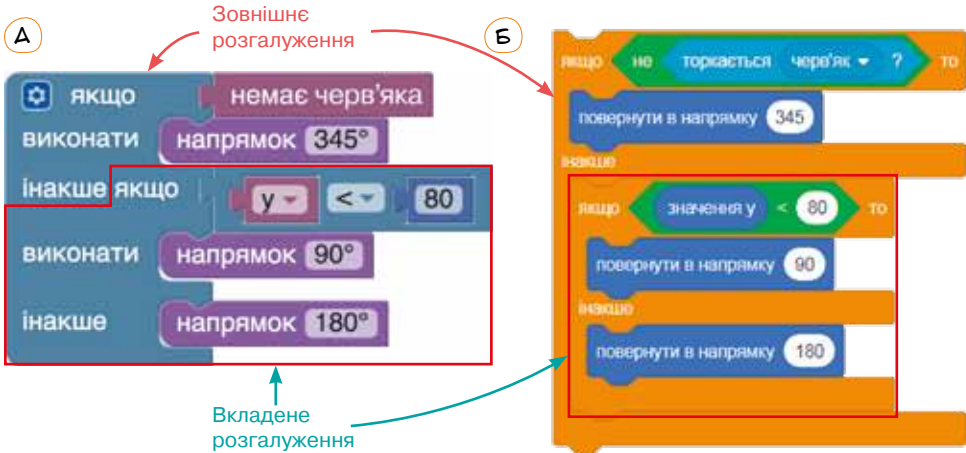 Зовнішнє
розгалуження
А
якщо немає черв'яка
виконати напрямок 345°
інакше якщо y < 80
виконати напрямок 90°
інакше напрямок 180°
Б
якщо не торкається черв'як ? то
повернути в напрямку 345
інакше
якщо значення y < 80 то
повернути в напрямку 90
інакше
повернути в напрямку 180
Вкладене
розгалуження